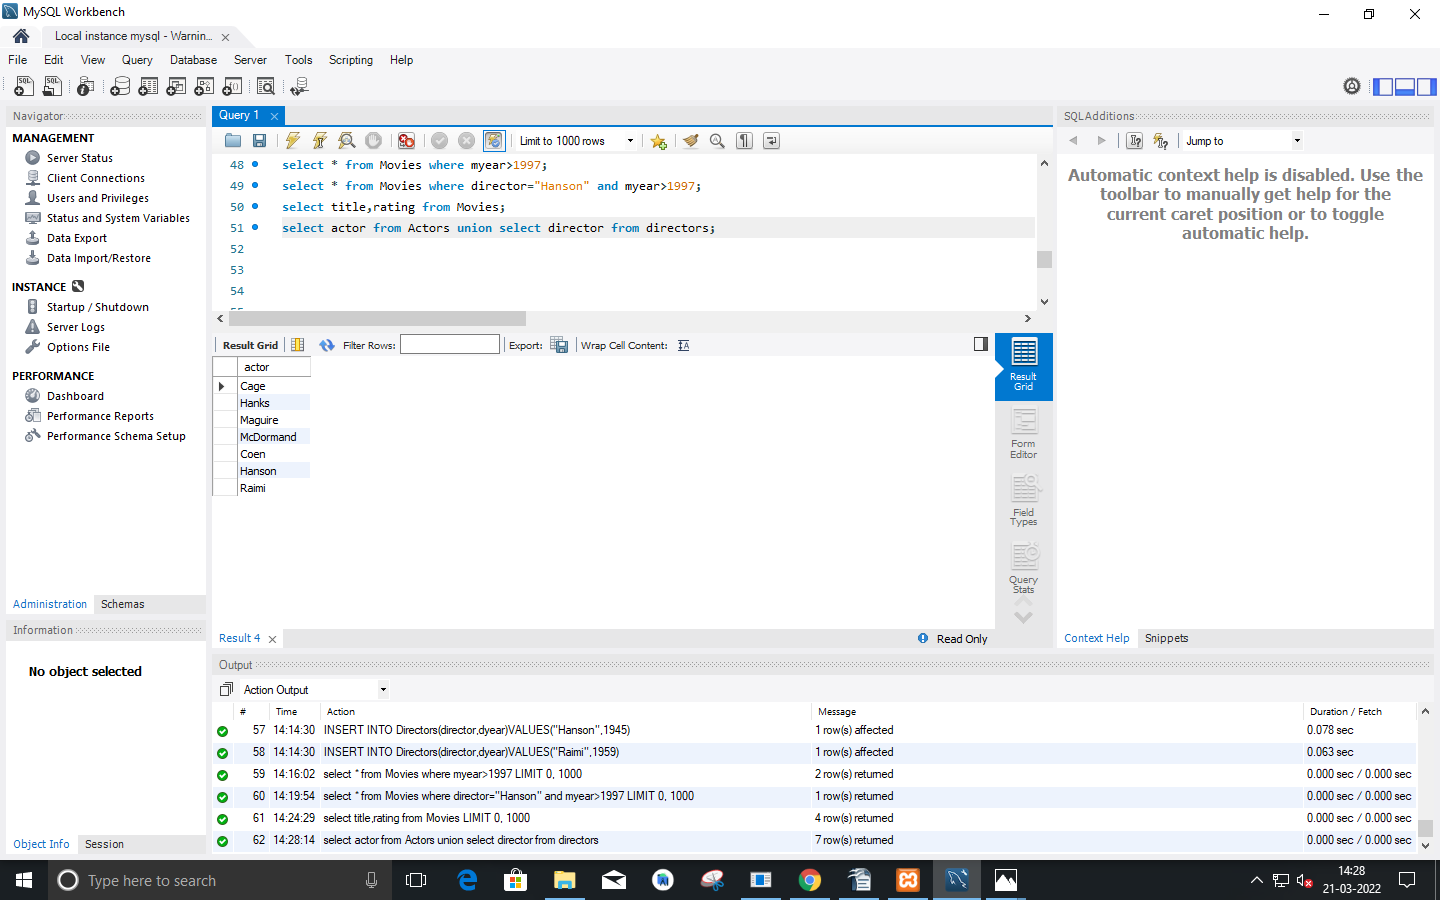 MySQL Workbench
Local instance mysql - Warnin...
File Edit View Query Database Server Tools Scripting Help
Navigator
MANAGEMENT
Server Status
Client Connections
Users and Privileges
Status and System Variables
Data Export
Data Import/Restore
INSTANCE
Startup / Shutdown
Server Logs
Options File
PERFORMANCE
Dashboard
Performance Reports
Performance Schema Setup
Administration Schemas
Information
No object selected
Object Info Session
Query 1
Limit to 1000 rows
48 select * from Movies where myear>1997;
49 select * from Movies where director="Hanson" and myear>1997;
50 select title,rating from Movies;
51 select actor from Actors union select director from directors;
52
53
54
Result Grid Filter Rows: Export: Wrap Cell Content:
actor
Cage
Hanks
Maguire
McDormand
Coen
Hanson
Raimi
Result
Grid
Form
Editor
Field
Types
Query
Stats
Result 4 Read Only
SQLAdditions
Jump to
Automatic context help is disabled. Use the
toolbar to manually get help for the
current caret position or to toggle
automatic help.
Context Help Snippets
Output
Action Output
# Time Action Message Duration / Fetch
57 14:14:30 INSERT INTO Directors(director,dyear)VALUES("Hanson",1945) 1 row(s) affected 0.078 sec
58 14:14:30 INSERT INTO Directors(director,dyear)VALUES("Raimi",1959) 1 row(s) affected 0.063 sec
59 14:16:02 select * from Movies where myear>1997 LIMIT 0, 1000 2 row(s) returned 0.000 sec / 0.000 sec
60 14:19:54 select * from Movies where director="Hanson" and myear>1997 LIMIT 0, 1000 1 row(s) returned 0.000 sec / 0.000 sec
61 14:24:29 select title,rating from Movies LIMIT 0, 1000 4 row(s) returned 0.000 sec / 0.000 sec
62 14:28:14 select actor from Actors union select director from directors 7 row(s) returned 0.000 sec / 0.000 sec
Type here to search
14:28
21-03-2022